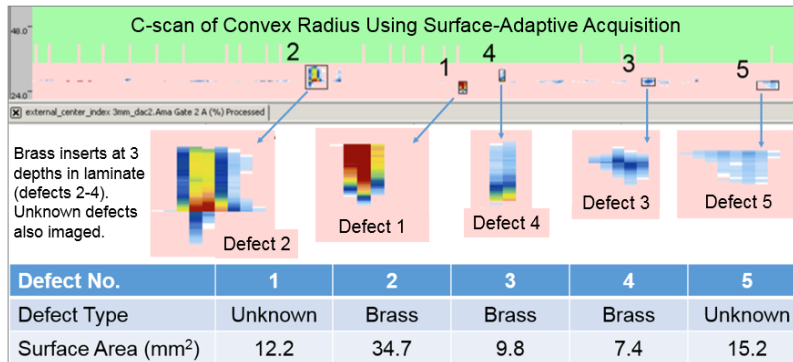 C-scan of Convex Radius Using Surface-Adaptive Acquisition
48.0
2
1
4
3
5
24.0
external_center_index 3mm_dac2.Ama Gate 2 A (%) Processed
Brass inserts at 3
depths in laminate
(defects 2-4).
Unknown defects
also imaged.
Defect 2
Defect 1
Defect 4
Defect 3
Defect 5
Defect No. 1 2 3 4 5
Defect Type Unknown Brass Brass Brass Unknown
Surface Area (mm²) 12.2 34.7 9.8 7.4 15.2